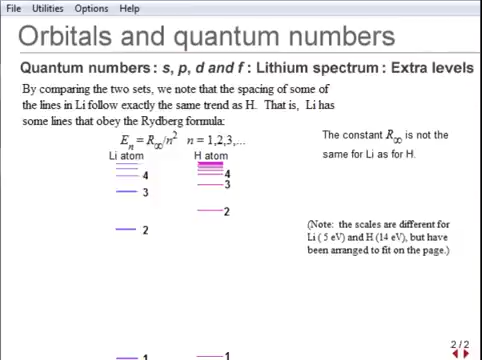 File Utilities Options Help
Orbitals and quantum numbers
Quantum numbers : s, p, d and f : Lithium spectrum : Extra levels
By comparing the two sets, we note that the spacing of some of
the lines in Li follow exactly the same trend as H. That is, Li has
some lines that obey the Rydberg formula:
Eₙ = R∞/n² n = 1,2,3,...
The constant R∞ is not the
same for Li as for H.
Li atom H atom
4 4
3 3
2 2
(Note: the scales are different for
Li ( 5 eV) and H (14 eV), but have
been arranged to fit on the page.)
1 1
2 / 2